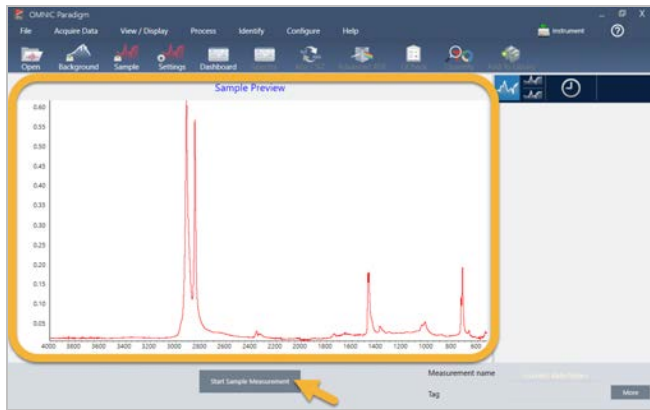 OMNIC Paradigm
File Acquire Data View / Display Process Identify Configure Help Instrument
Open Background Sample Settings Dashboard
Sample Preview
0.60
0.55
0.50
0.45
0.40
0.35
0.30
0.25
0.20
0.15
0.10
0.05
4000 3800 3600 3400 3200 3000 2800 2600 2400 2200 2000 1800 1600 1400 1200 1000 800 600
Start Sample Measurement
Measurement name
Tag
More